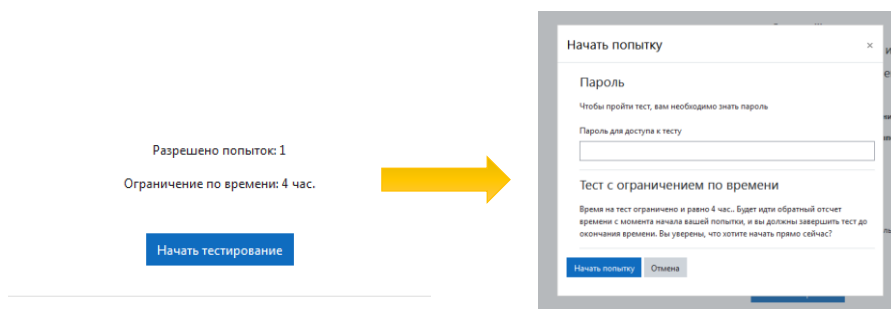 Разрешено попыток: 1
Ограничение по времени: 4 час.
Начать тестирование
Начать попытку ×
Пароль
Чтобы пройти тест, вам необходимо знать пароль
Пароль для доступа к тесту
Тест с ограничением по времени
Время на тест ограничено и равно 4 час.. Будет идти обратный отсчет
времени с момента начала вашей попытки, и вы должны завершить тест до
окончания времени. Вы уверены, что хотите начать прямо сейчас?
Начать попытку Отмена